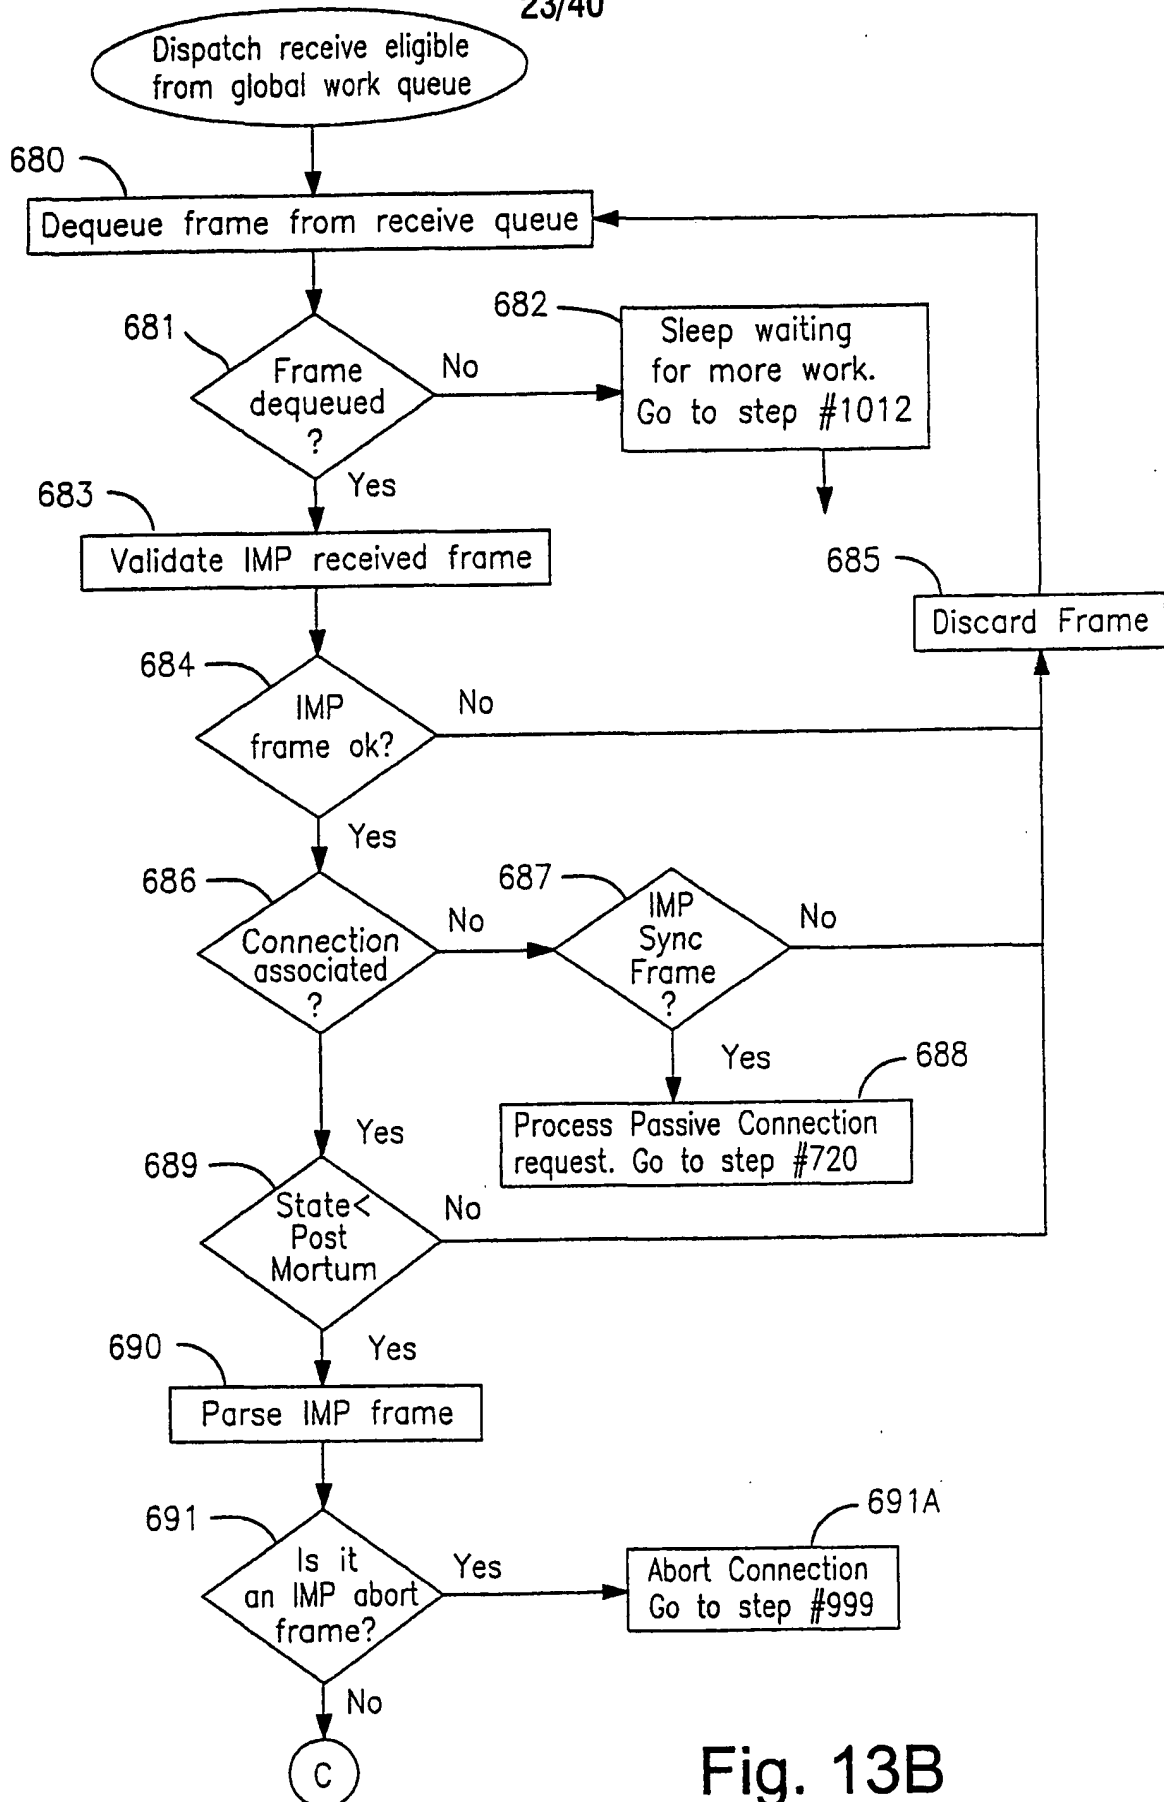 23/40
Dispatch receive eligible
from global work queue
680
Dequeue frame from receive queue
681
Frame
dequeued
?
No
682
Sleep waiting
for more work.
Go to step #1012
Yes
683
Validate IMP received frame
685
Discard Frame
684
IMP
frame ok?
No
Yes
686
Connection
associated
?
No
687
IMP
Sync
Frame
?
No
Yes
688
Process Passive Connection
request. Go to step #720
Yes
689
State<
Post
Mortum
No
Yes
690
Parse IMP frame
691
Is it
an IMP abort
frame?
Yes
691A
Abort Connection
Go to step #999
No
C
Fig. 13B